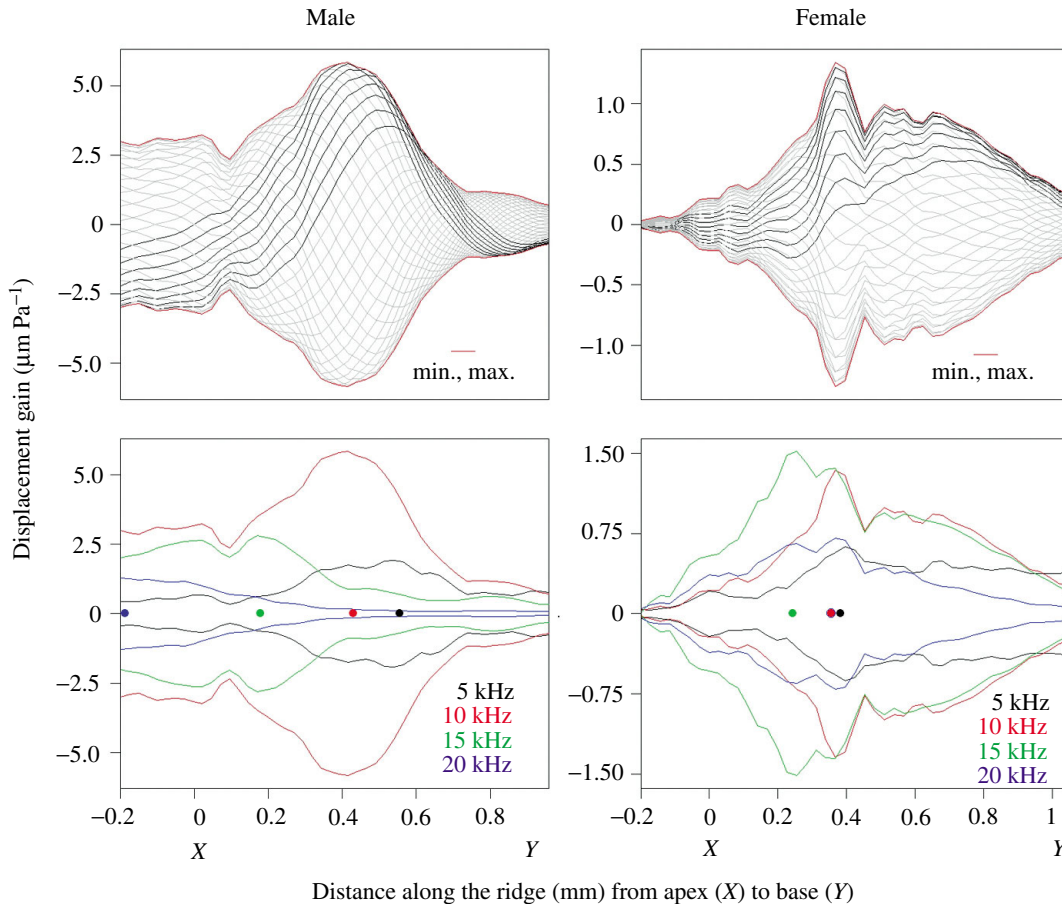 Male
Female
Displacement gain (μm Pa⁻¹)
5.0
2.5
0
−2.5
−5.0
min., max.
1.0
0.5
0
−0.5
−1.0
min., max.
5.0
2.5
0
−2.5
−5.0
5 kHz
10 kHz
15 kHz
20 kHz
−0.2
0
0.2
0.4
0.6
0.8
X
Y
1.50
0.75
0
−0.75
−1.50
5 kHz
10 kHz
15 kHz
20 kHz
−0.2
0
0.2
0.4
0.6
0.8
1
X
Y
Distance along the ridge (mm) from apex (X) to base (Y)